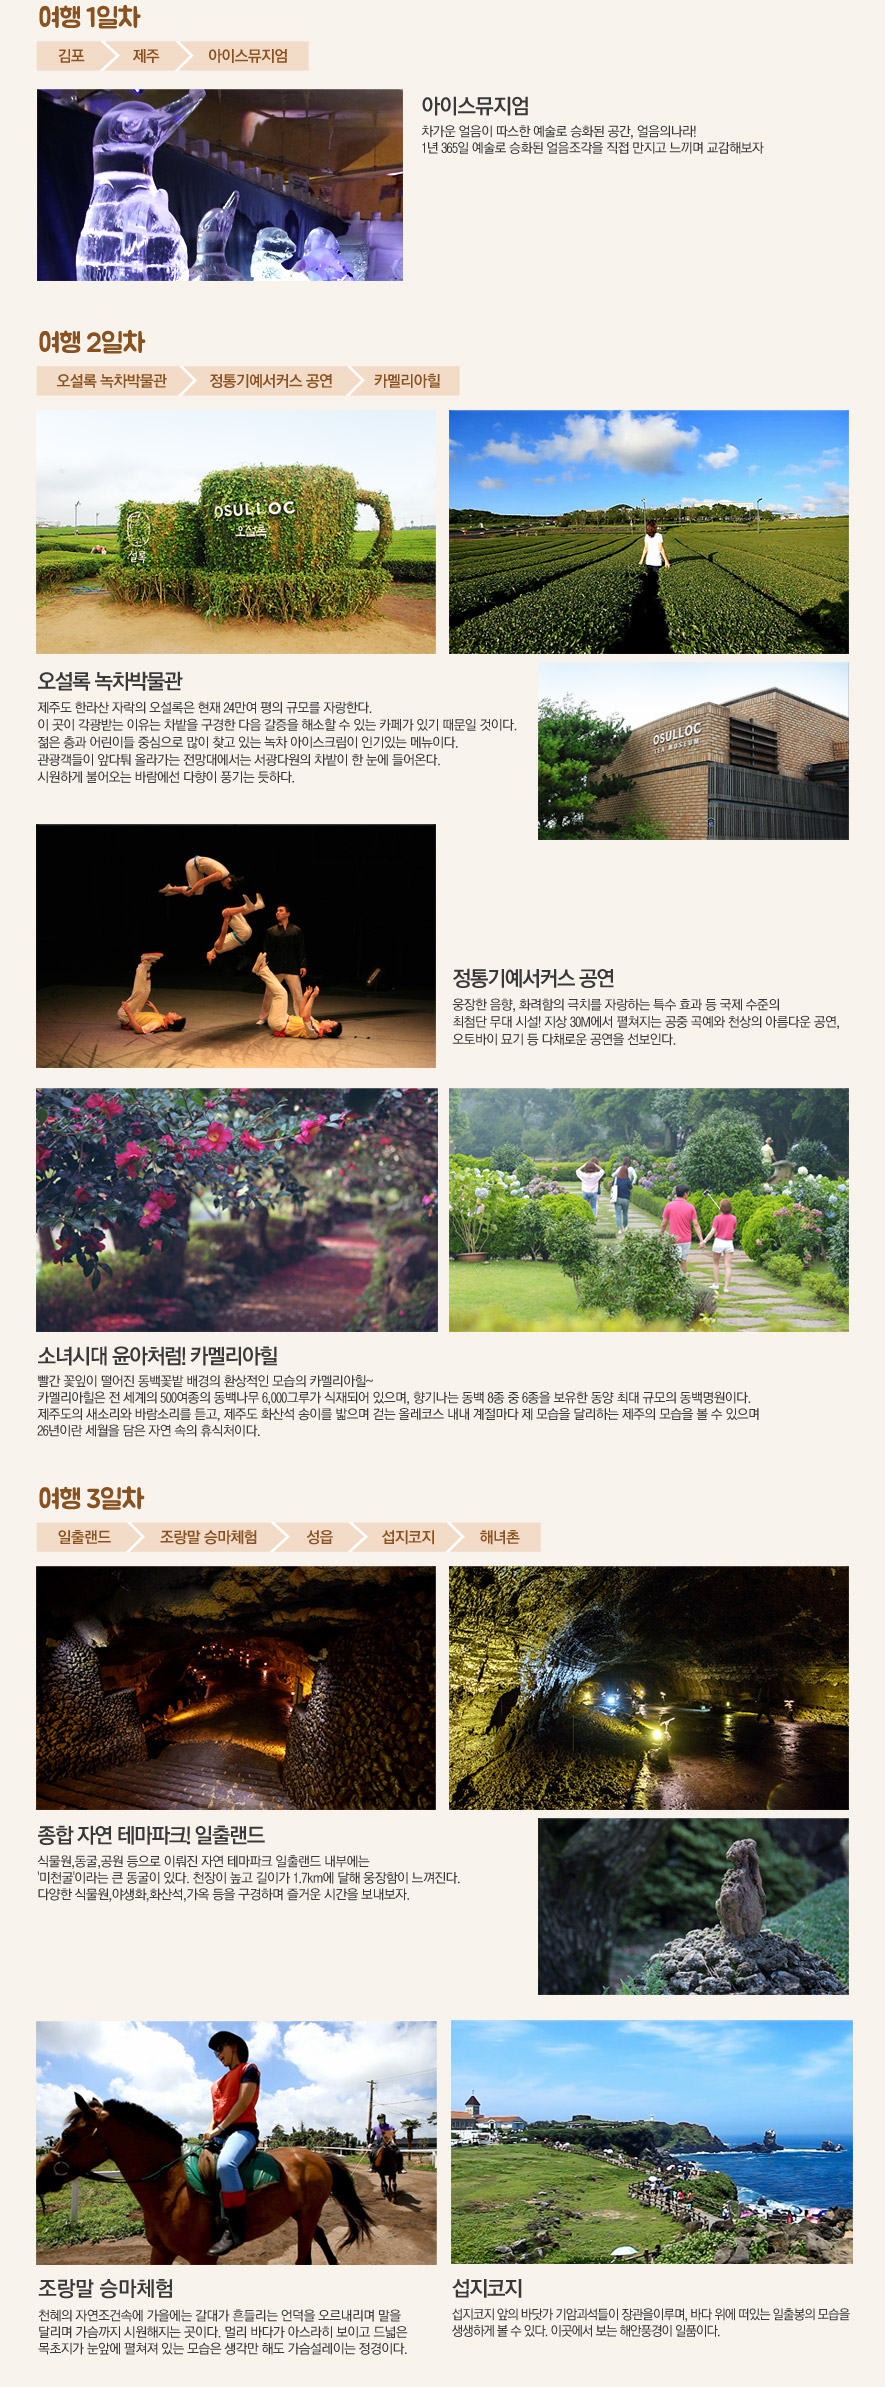 여행 1일차
김포 제주 아이스뮤지엄
아이스뮤지엄
차가운 얼음이 따스한 예술로 승화된 공간, 얼음의나라!
1년 365일 예술로 승화된 얼음조각을 직접 만지고 느끼며 교감해보자
여행 2일차
오설록 녹차박물관 정통기예서커스 공연 카멜리아힐
OSULLOC
오설록
설록
오설록 녹차박물관
제주도 한라산 자락의 오설록은 현재 24만여 평의 규모를 자랑한다.
이 곳이 각광받는 이유는 차밭을 구경한 다음 갈증을 해소할 수 있는 카페가 있기 때문일 것이다.
젊은 층과 어린이들 중심으로 많이 찾고 있는 녹차 아이스크림이 인기있는 메뉴이다.
관광객들이 앞다퉈 올라가는 전망대에서는 서광다원의 차밭이 한 눈에 들어온다.
시원하게 불어오는 바람에선 다향이 풍기는 듯하다.
OSULLOC
TEA MUSEUM
정통기예서커스 공연
웅장한 음향, 화려함의 극치를 자랑하는 특수 효과 등 국제 수준의
최첨단 무대 시설! 지상 30M에서 펼쳐지는 공중 곡예와 천상의 아름다운 공연,
오토바이 묘기 등 다채로운 공연을 선보인다.
소녀시대 윤아처럼! 카멜리아힐
빨간 꽃잎이 떨어진 동백꽃밭 배경의 환상적인 모습의 카멜리아힐~
카멜리아힐은 전 세계의 500여종의 동백나무 6,000그루가 식재되어 있으며, 향기나는 동백 8종 중 6종을 보유한 동양 최대 규모의 동백명원이다.
제주도의 새소리와 바람소리를 듣고, 제주도 화산석 송이를 밟으며 걷는 올레코스 내내 계절마다 제 모습을 달리하는 제주의 모습을 볼 수 있으며
26년이란 세월을 담은 자연 속의 휴식처이다.
여행 3일차
일출랜드 조랑말 승마체험 성읍 섭지코지 해녀촌
종합 자연 테마파크! 일출랜드
식물원,동굴,공원 등으로 이뤄진 자연 테마파크 일출랜드 내부에는
'미천굴'이라는 큰 동굴이 있다. 천장이 높고 길이가 1.7km에 달해 웅장함이 느껴진다.
다양한 식물원,야생화,화산석,가옥 등을 구경하며 즐거운 시간을 보내보자.
조랑말 승마체험
천혜의 자연조건속에 가을에는 갈대가 흔들리는 언덕을 오르내리며 말을
달리며 가슴까지 시원해지는 곳이다. 멀리 바다가 아스라히 보이고 드넓은
목초지가 눈앞에 펼쳐져 있는 모습은 생각만 해도 가슴설레이는 정경이다.
섭지코지
섭지코지 앞의 바닷가 기암괴석들이 장관을이루며, 바다 위에 떠있는 일출봉의 모습을
생생하게 볼 수 있다. 이곳에서 보는 해안풍경이 일품이다.